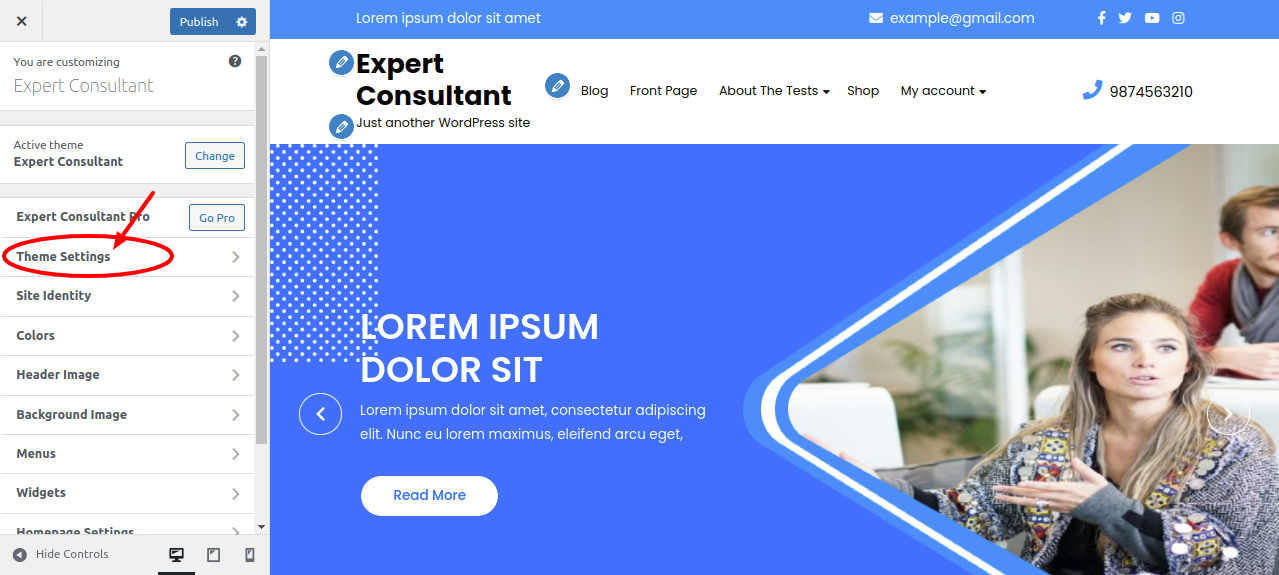 Publish
You are customizing
Expert Consultant
Active theme
Expert Consultant
Change
Expert Consultant Pro
Go Pro
Theme Settings
Site Identity
Colors
Header Image
Background Image
Menus
Widgets
Homepage Settings
Hide Controls
Lorem ipsum dolor sit amet
example@gmail.com
Expert
Consultant
Just another WordPress site
Blog Front Page About The Tests Shop My account
9874563210
LOREM IPSUM
DOLOR SIT
Lorem ipsum dolor sit amet, consectetur adipiscing
elit. Nunc eu lorem maximus, eleifend arcu eget,
Read More